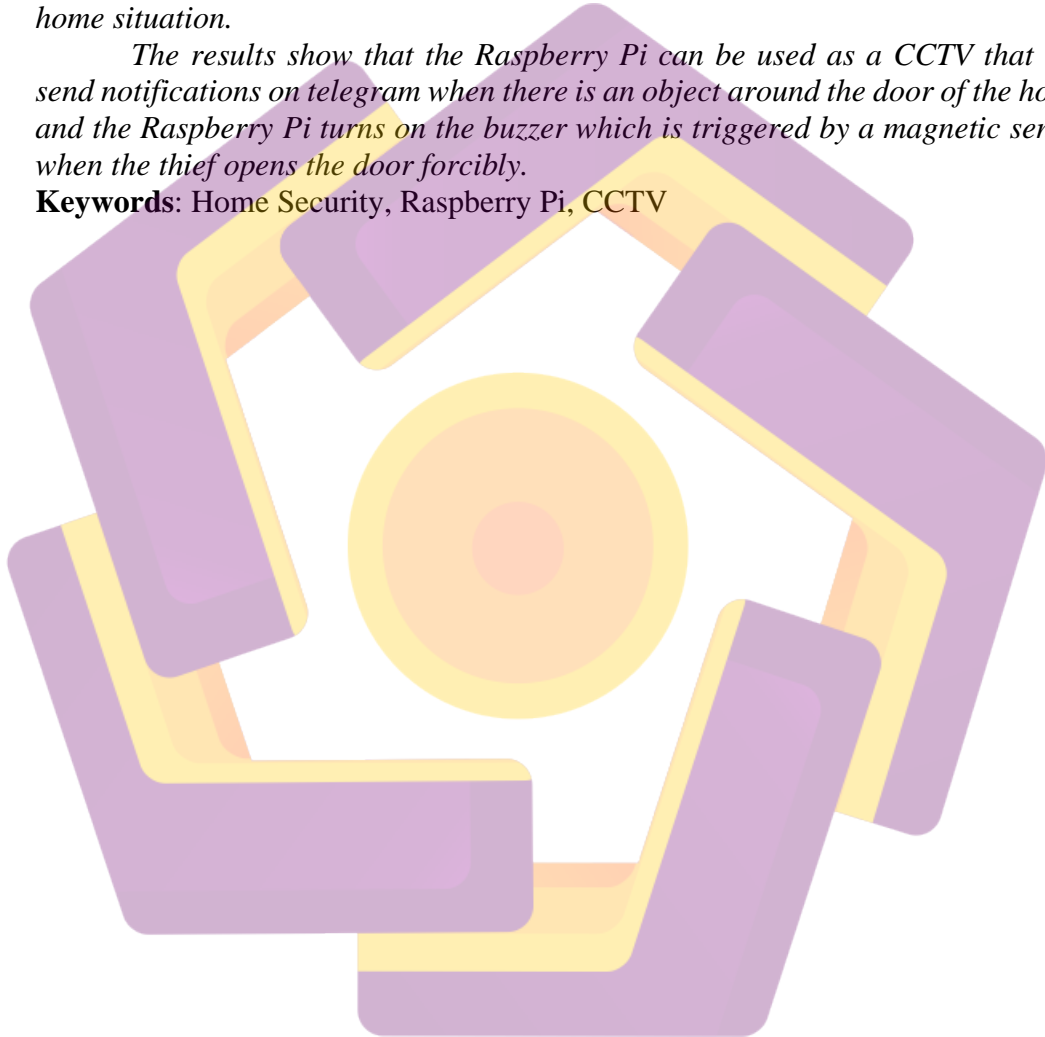 home situation.
The results show that the Raspberry Pi can be used as a CCTV that
send notifications on telegram when there is an object around the door of the
and the Raspberry Pi turns on the buzzer which is triggered by a magnetic
when the thief opens the door forcibly.
Keywords: Home Security, Raspberry Pi, CCTV